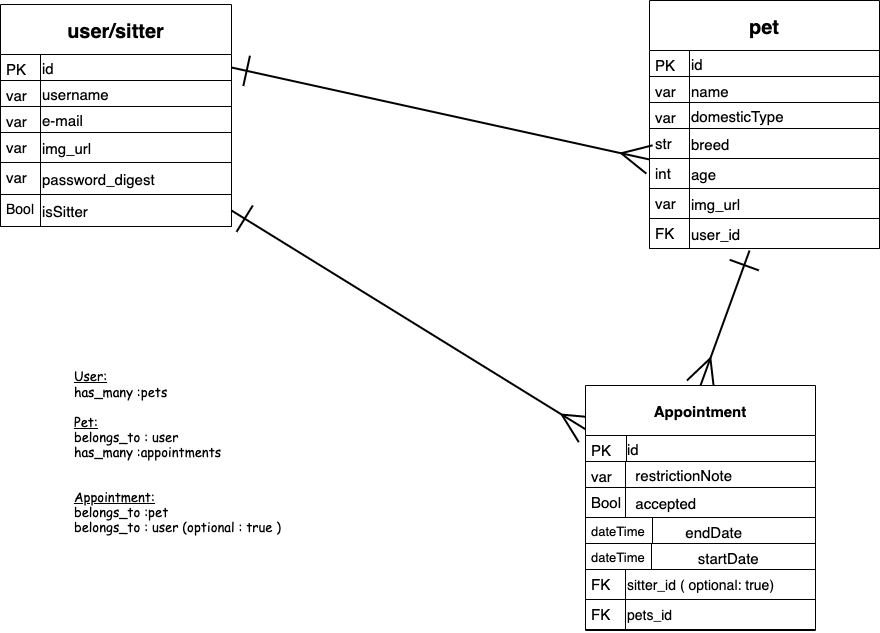 user/sitter
PK id
var username
var e-mail
var img_url
var password_digest
Bool isSitter
pet
PK id
var name
var domesticType
str breed
int age
var img_url
FK user_id
User:
has_many :pets
Pet:
belongs_to : user
has_many :appointments
Appointment:
belongs_to :pet
belongs_to : user (optional : true )
Appointment
PK id
var restrictionNote
Bool accepted
dateTime endDate
dateTime startDate
FK sitter_id ( optional: true)
FK pets_id